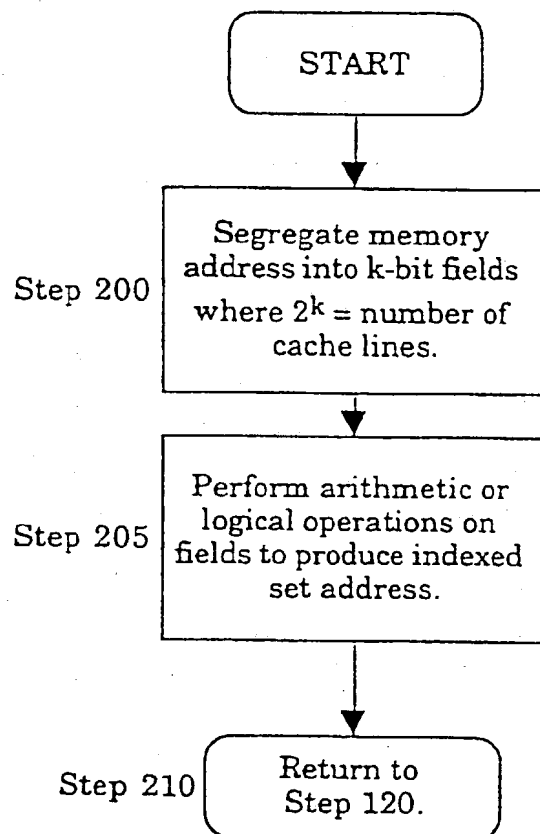 START
Step 200
Segregate memory
address into k-bit fields
where 2^k = number of
cache lines.
Step 205
Perform arithmetic or
logical operations on
fields to produce indexed
set address.
Step 210
Return to
Step 120.